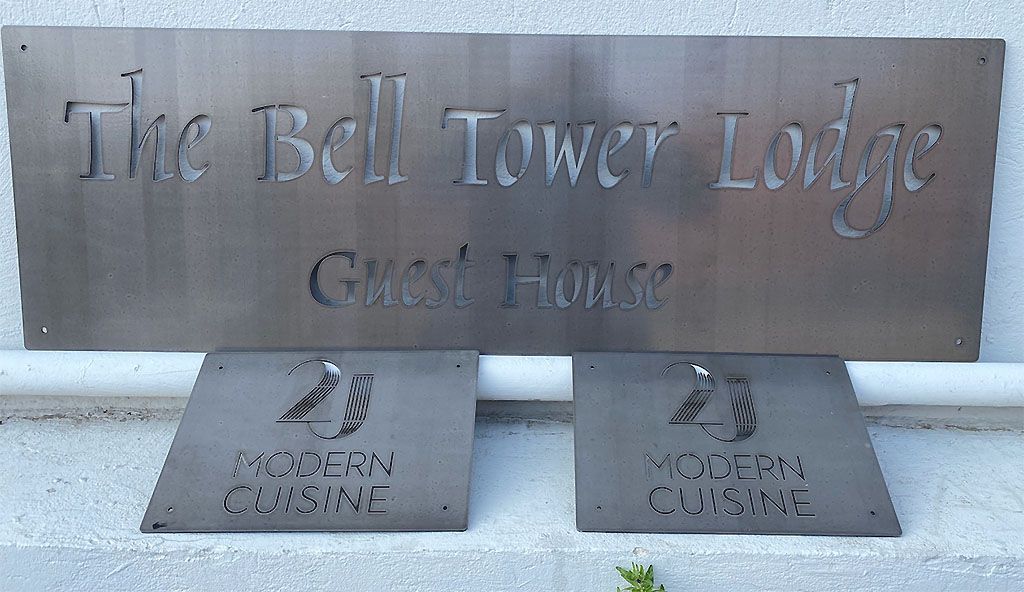 The Bell Tower Lodge
Guest House
2J
MODERN
CUISINE
2J
MODERN
CUISINE